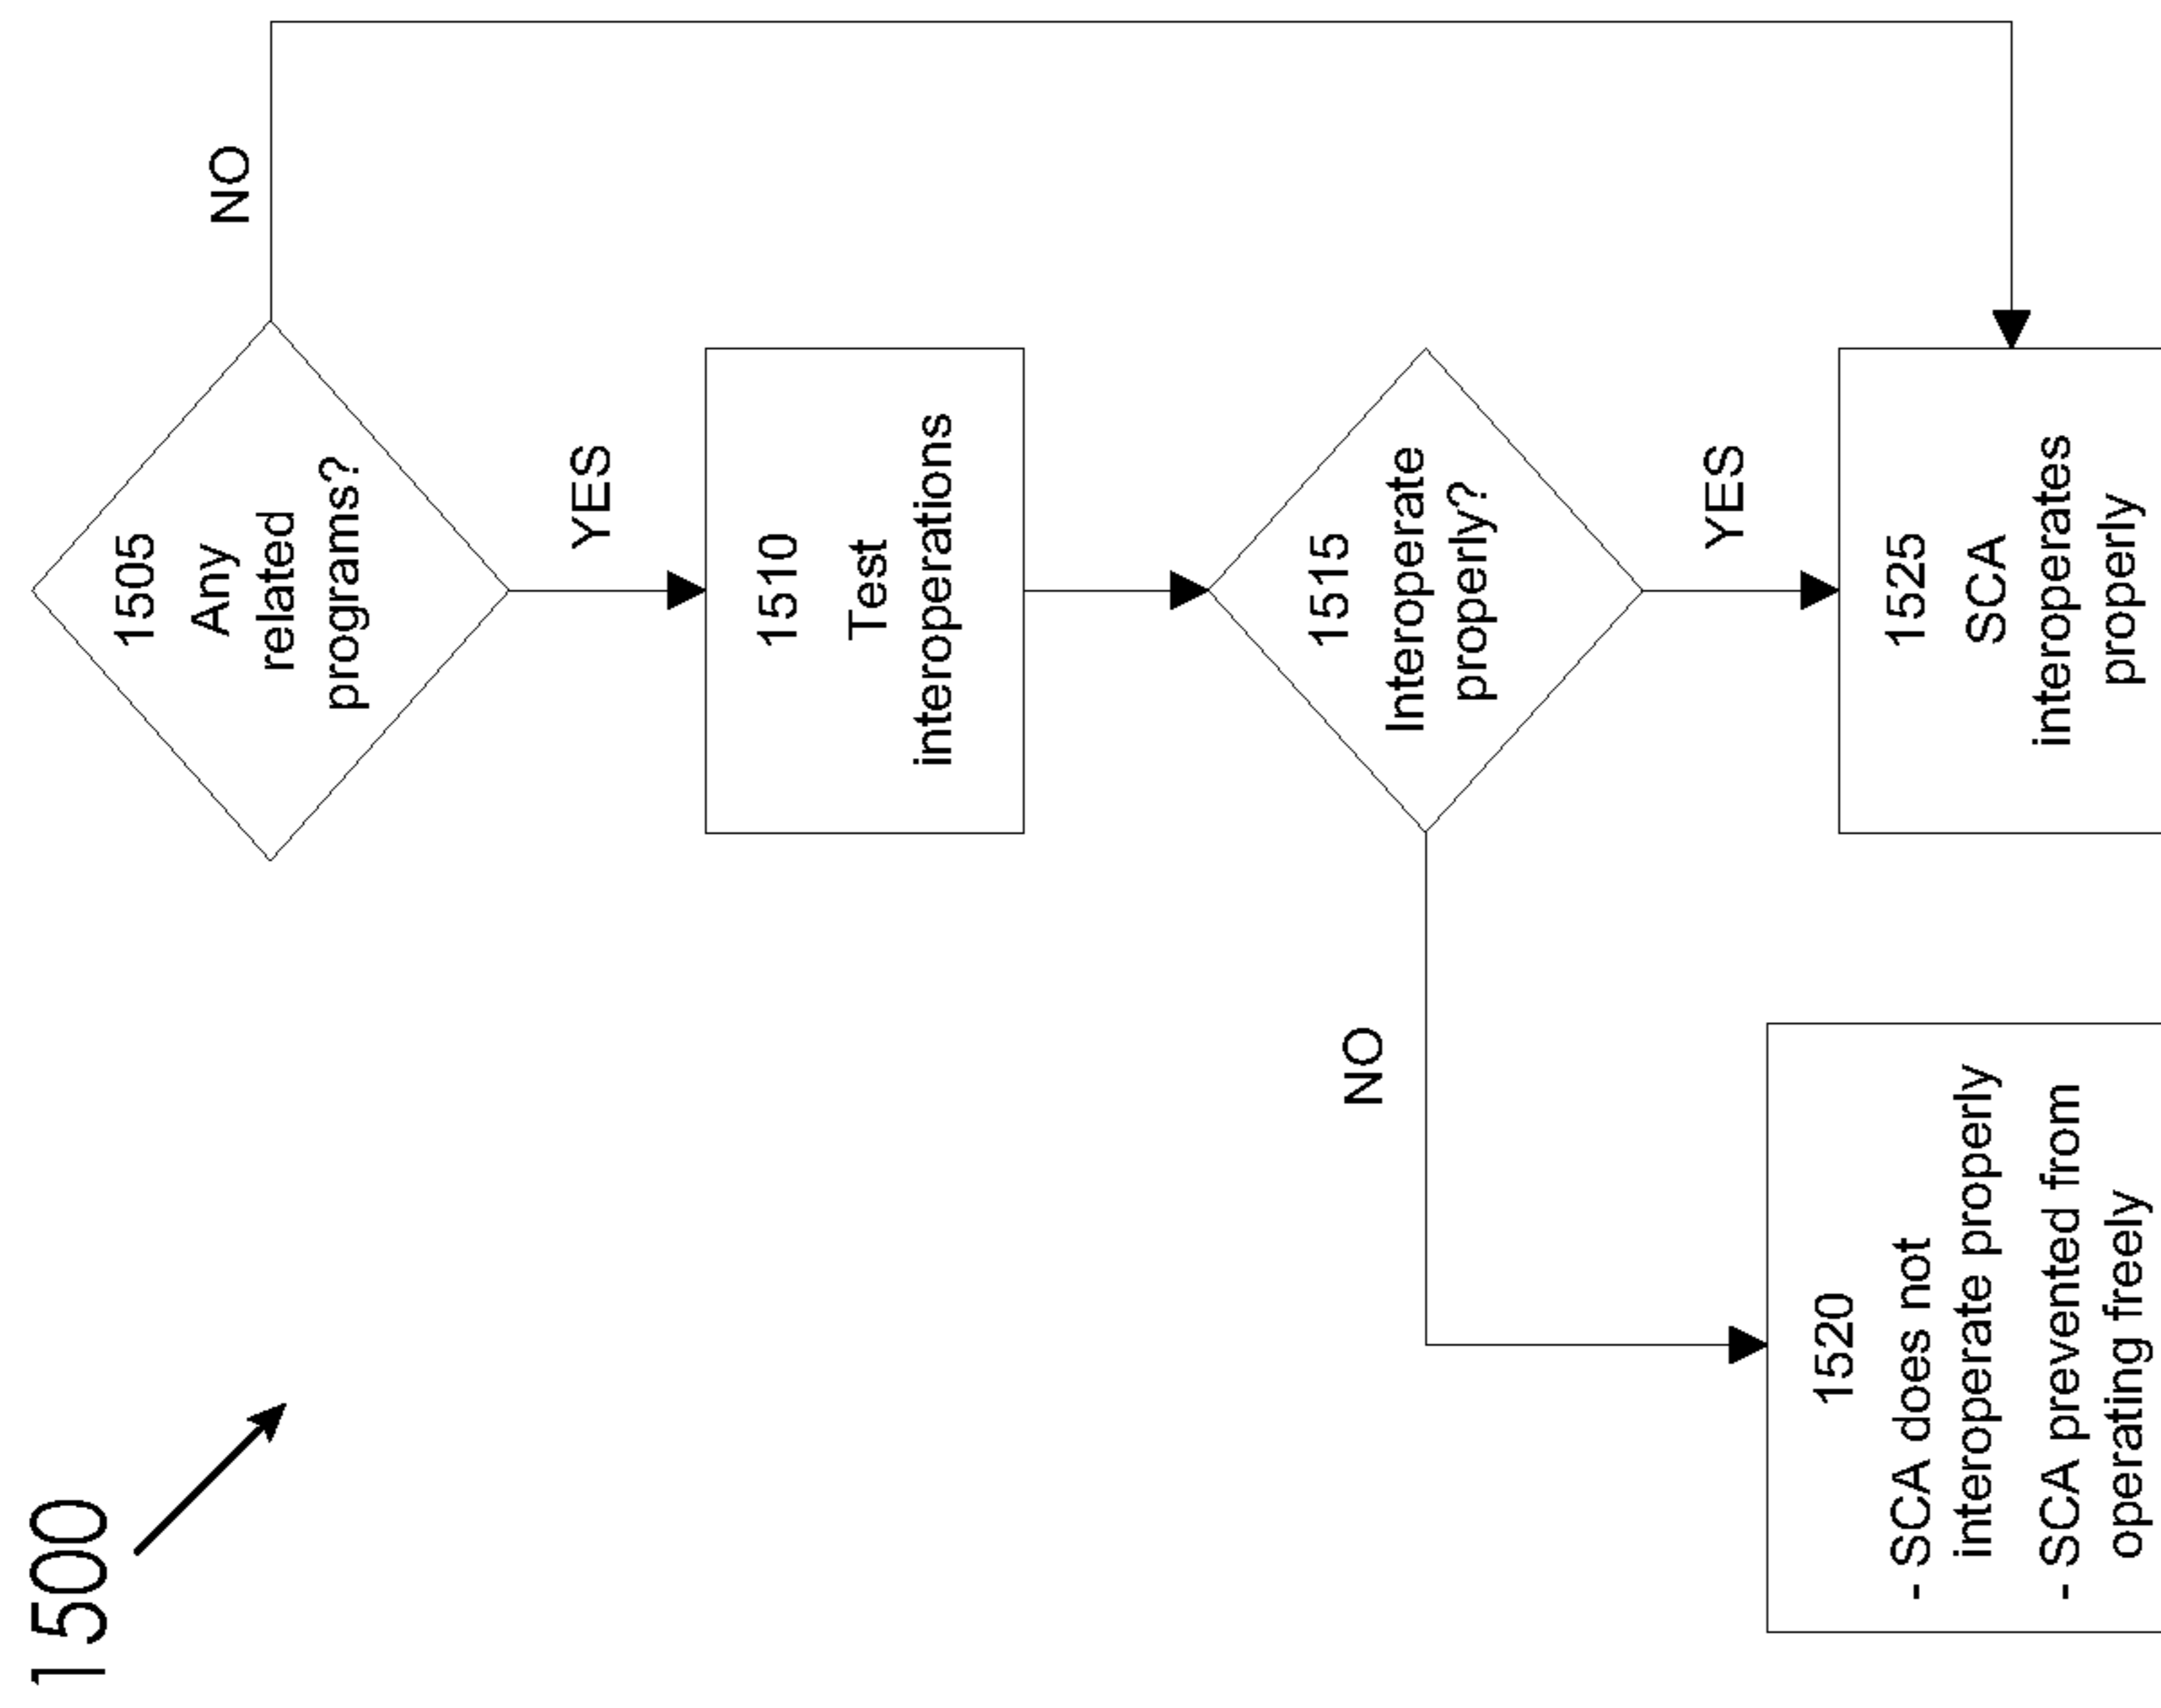 1500
1505
Any
related
programs?
NO
YES
1510
Test
interoperations
1515
Interoperate
properly?
NO
YES
1520
- SCA does not
interoperate properly
- SCA prevented from
operating freely
1525
SCA
interoperates
properly